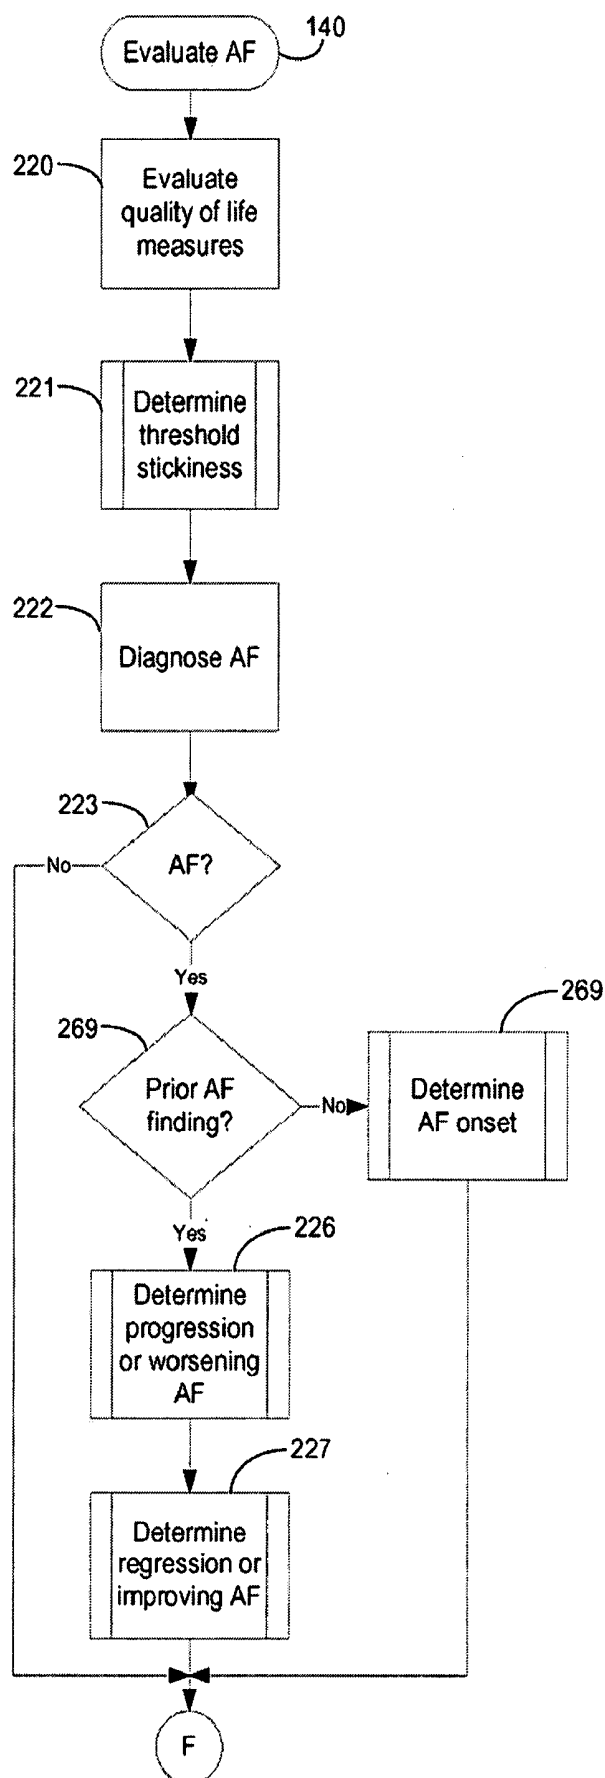 Evaluate AF
140
220
Evaluate
quality of life
measures
221
Determine
threshold
stickiness
222
Diagnose AF
223
No
AF?
Yes
269
Prior AF
finding?
No
269
Determine
AF onset
Yes
226
Determine
progression
or worsening
AF
227
Determine
regression or
improving AF
F